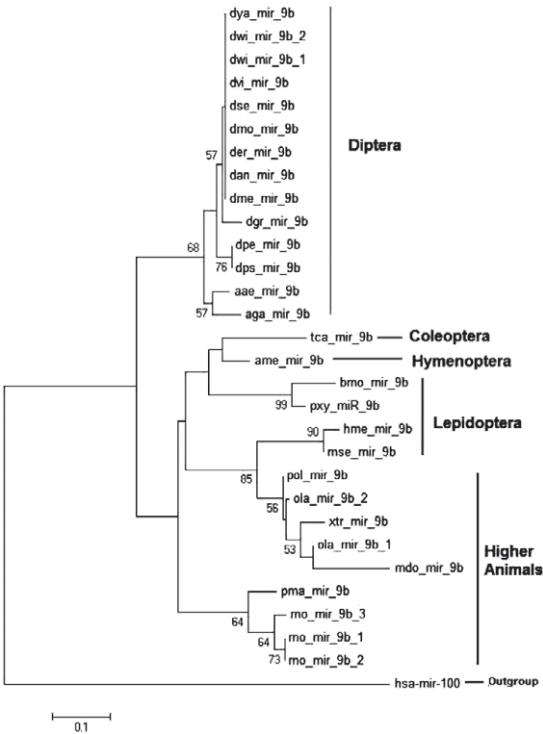 dya_mir_9b
dwi_mir_9b_2
dwi_mir_9b_1
dvi_mir_9b
dse_mir_9b
dmo_mir_9b
57
der_mir_9b
Diptera
dan_mir_9b
dme_mir_9b
dgr_mir_9b
68
dpe_mir_9b
76
dps_mir_9b
aae_mir_9b
57
aga_mir_9b
tca_mir_9b
Coleoptera
ame_mir_9b
Hymenoptera
bmo_mir_9b
99
pxy_miR_9b
Lepidoptera
90
hme_mir_9b
mse_mir_9b
85
pol_mir_9b
56
ola_mir_9b_2
xtr_mir_9b
53
ola_mir_9b_1
Higher
Animals
mdo_mir_9b
pma_mir_9b
64
rno_mir_9b_3
64
rno_mir_9b_1
73
rno_mir_9b_2
hsa-mir-100
Outgroup
0.1